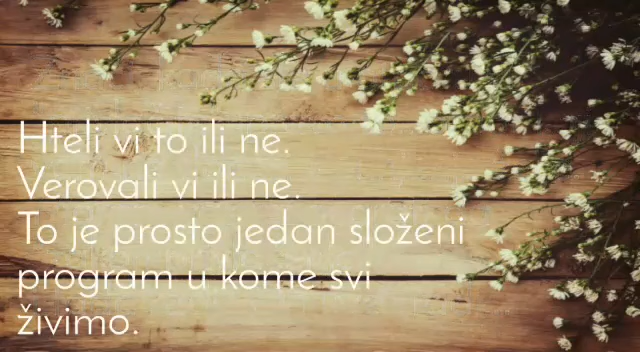 Hteli vi to ili ne.
Verovali vi ili ne.
To je prosto jedan složeni
program u kome svi
živimo.